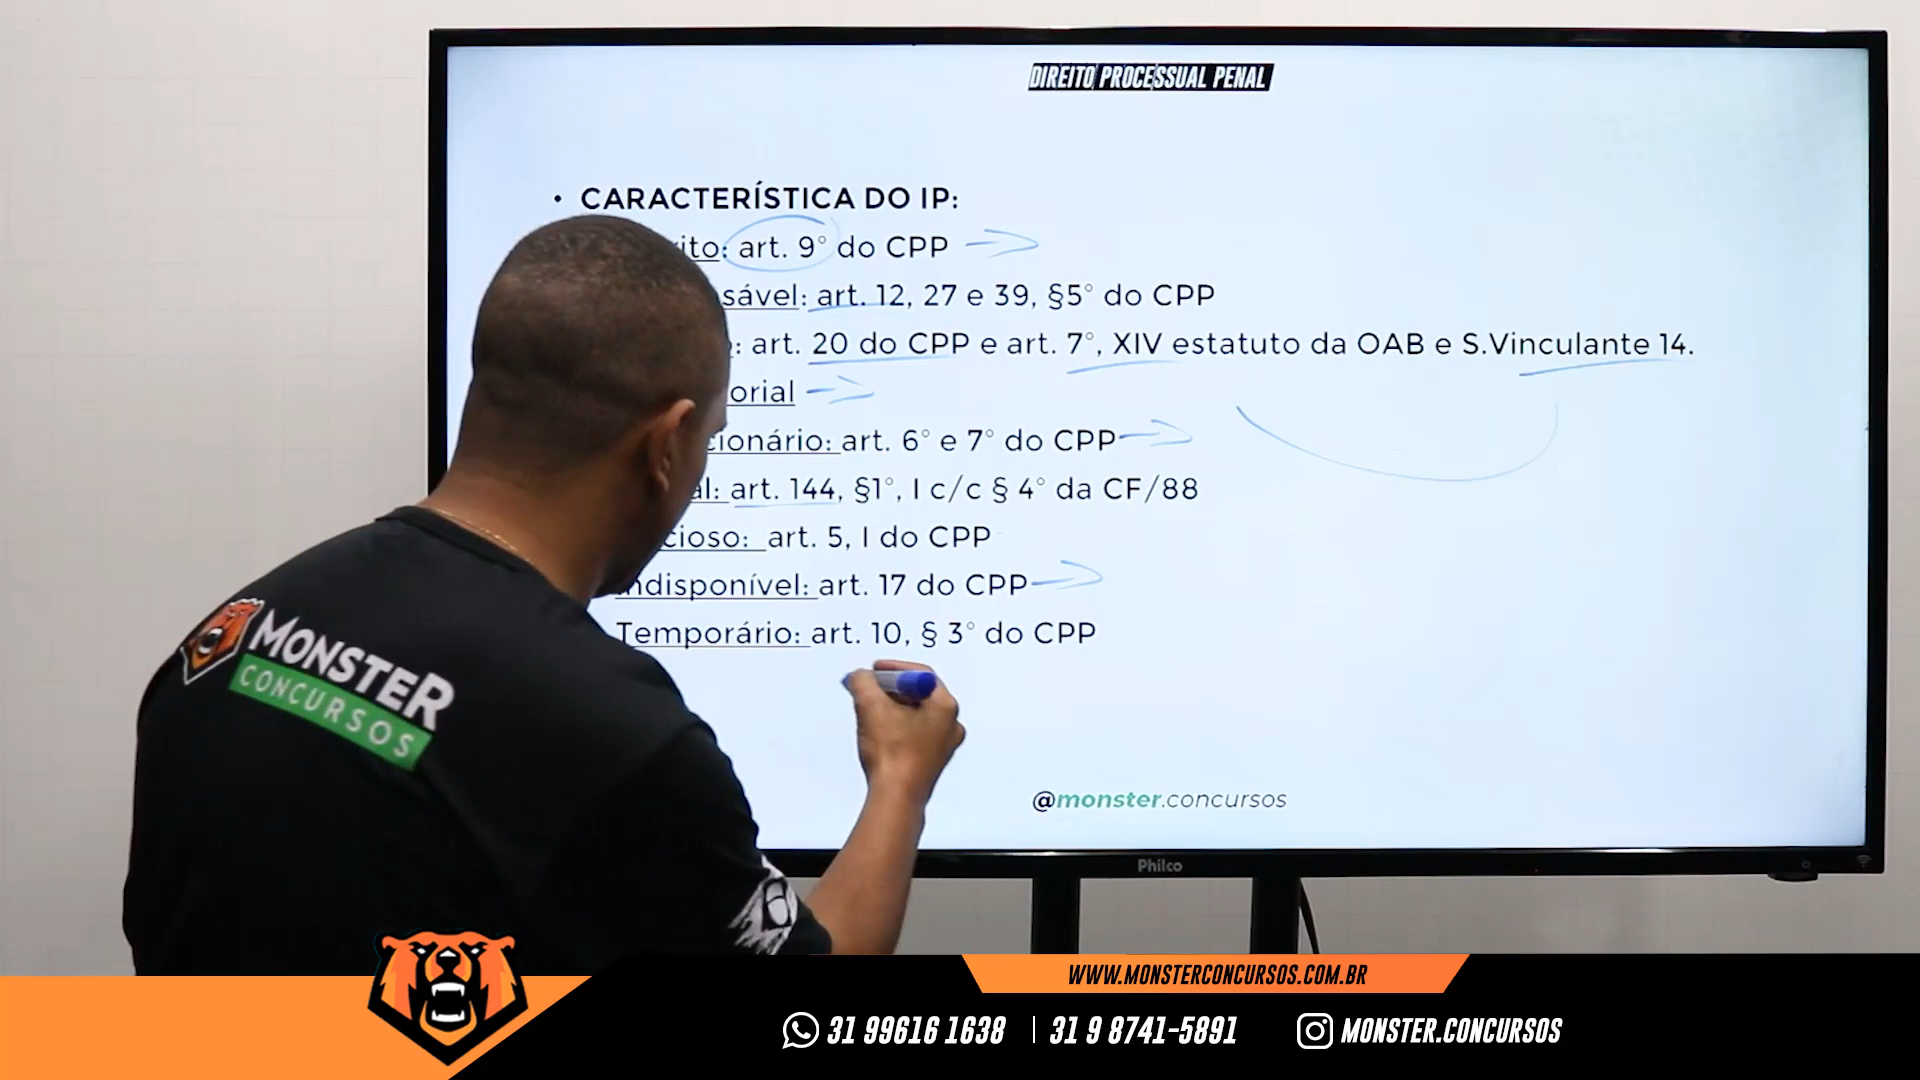 DIREITO PROCESSUAL PENAL
• CARACTERÍSTICA DO IP:
ito: art. 9° do CPP
sável: art. 12, 27 e 39, §5° do CPP
: art. 20 do CPP e art. 7°, XIV estatuto da OAB e S.Vinculante 14.
orial
cionário: art. 6° e 7° do CPP
al: art. 144, §1°, I c/c § 4° da CF/88
cioso: art. 5, I do CPP
ndisponível: art. 17 do CPP
Temporário: art. 10, § 3° do CPP
@monster.concursos
Philco
MONSTER
CONCURSOS
WWW.MONSTERCONCURSOS.COM.BR
31 99616 1638 | 31 9 8741-5891 MONSTER.CONCURSOS